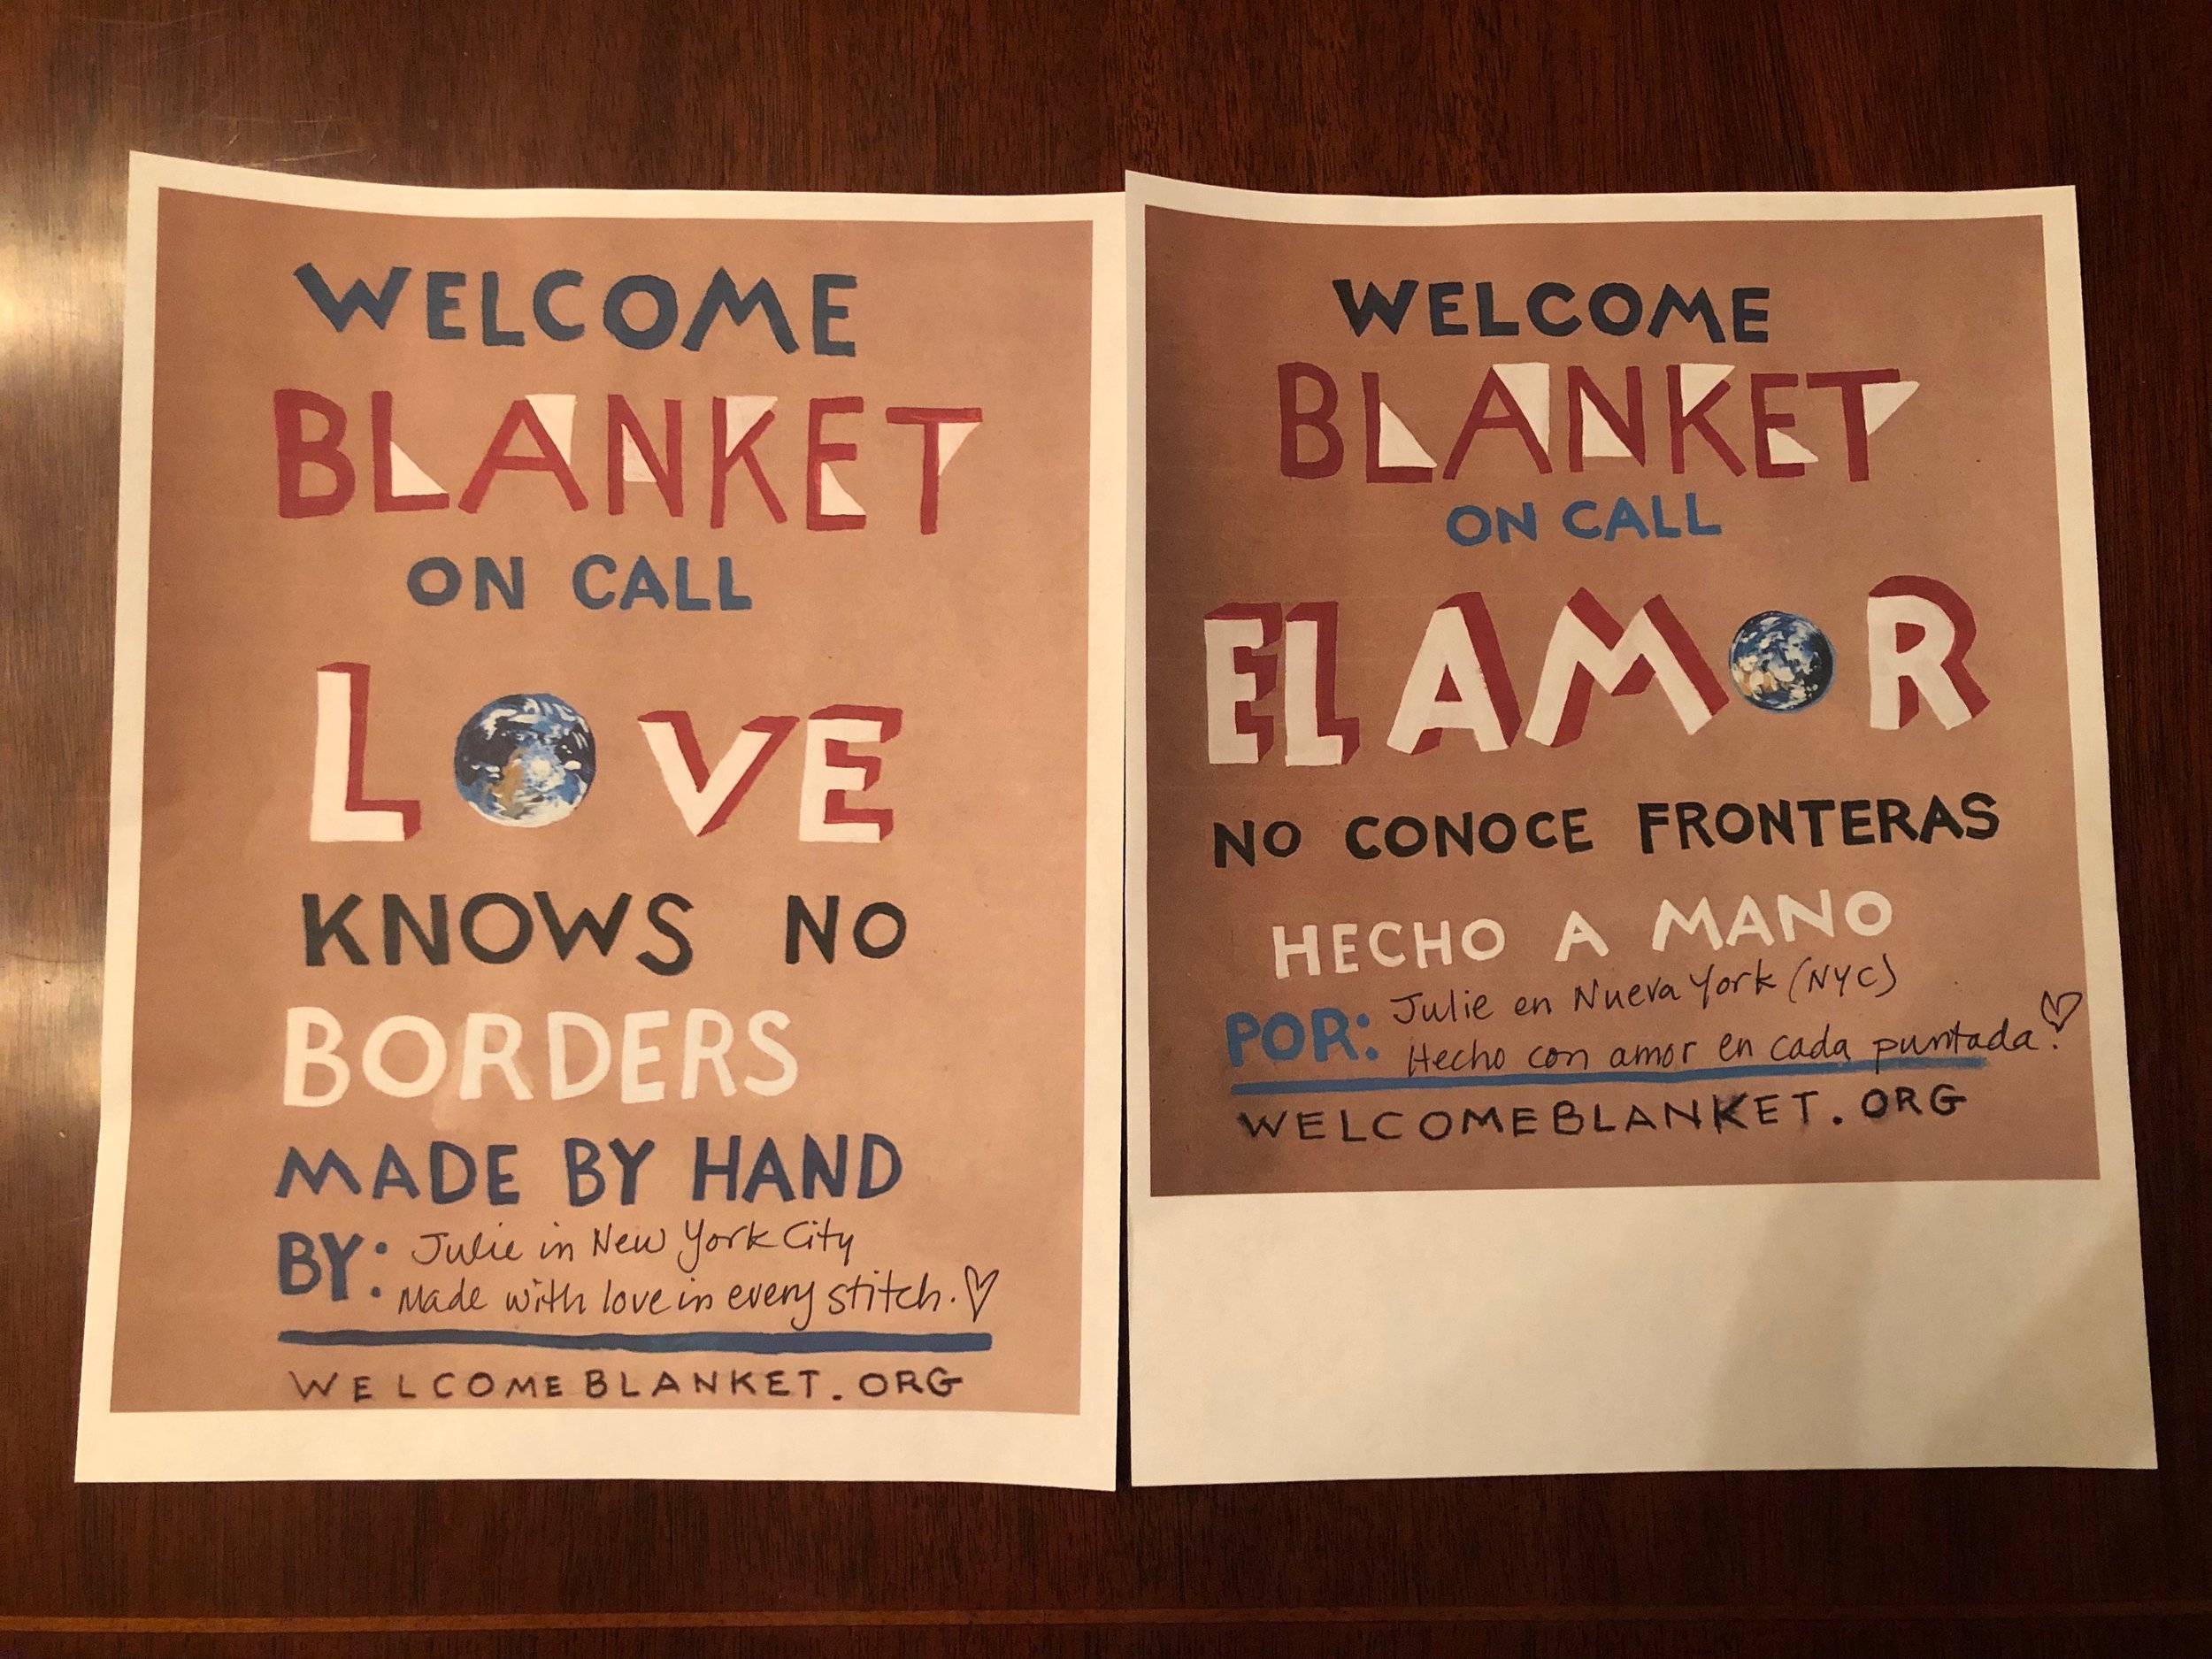 WELCOME
BLANKET
ON CALL
LOVE
KNOWS NO
BORDERS
MADE BY HAND
BY: Julie in New York City
Made with love in every stitch. ♡
WELCOMEBLANKET.ORG
WELCOME
BLANKET
ON CALL
EL AMOR
NO CONOCE FRONTERAS
HECHO A MANO
POR: Julie en Nueva York (NYC)
Hecho con amor en cada puntada. ♡
WELCOMEBLANKET.ORG